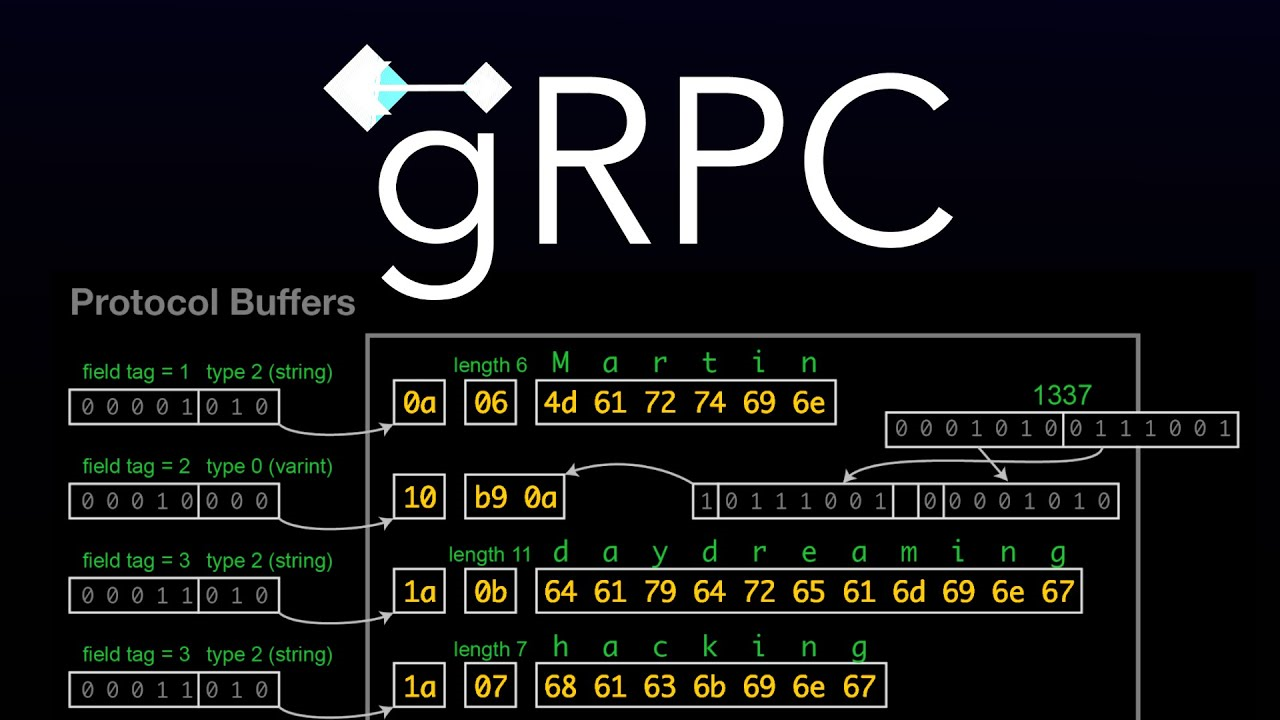 gRPC
Protocol Buffers
field tag = 1 type 2 (string)
length 6 M a r t i n
0 0 0 0 1 0 1 0
0a 06 4d 61 72 74 69 6e
1337
0 0 0 1 0 1 0 0 1 1 1 0 0 1
field tag = 2 type 0 (varint)
0 0 0 1 0 0 0 0
10 b9 0a
1 0 1 1 1 0 0 1 0 0 0 0 1 0 1 0
field tag = 3 type 2 (string)
length 11 d a y d r e a m i n g
0 0 0 1 1 0 1 0
1a 0b 64 61 79 64 72 65 61 6d 69 6e 67
field tag = 3 type 2 (string)
length 7 h a c k i n g
0 0 0 1 1 0 1 0
1a 07 68 61 63 6b 69 6e 67